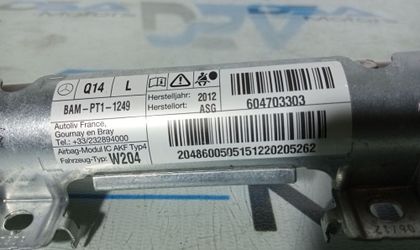 Q14 L
Herstelljahr: 2012
Herstellort: ASG
604703303
BAM-PT1-1249
Autoliv France,
Gournay en Bray
Tel.: +33/232894000
Airbag-Modul IC AKF Typ4
Fahrzeug-Typ: W204
2048600505151220205262